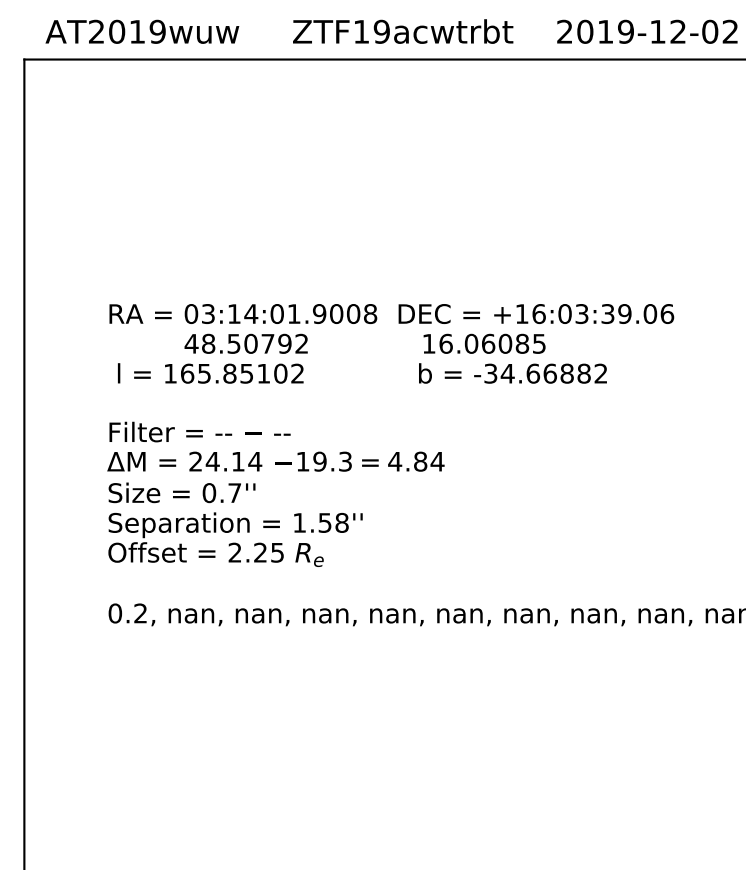 AT2019wuw ZTF19acwtrbt 2019-12-02
RA = 03:14:01.9008 DEC = +16:03:39.06
48.50792 16.06085
l = 165.85102 b = -34.66882
Filter = -- − --
ΔM = 24.14 −19.3 = 4.84
Size = 0.7''
Separation = 1.58''
Offset = 2.25 Rₑ
0.2, nan, nan, nan, nan, nan, nan, nan, nan, nan